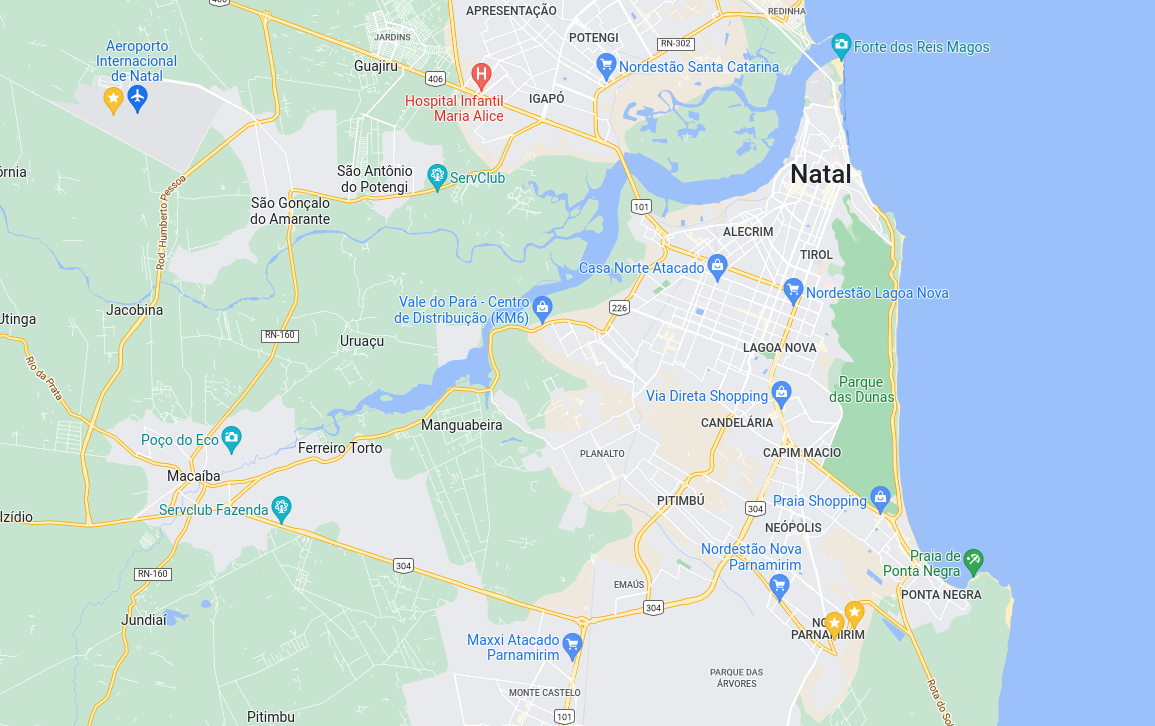 406
APRESENTAÇÃO
REDINHA
JARDINS
POTENGI
RN-302
Aeroporto
Internacional
de Natal
Guajiru
406
Nordestão Santa Catarina
Forte dos Reis Magos
Hospital Infantil
Maria Alice
IGAPÓ
São Antônio
do Potengi
ServClub
Natal
São Gonçalo
do Amarante
Rod. Humberto Pessoa
101
ALECRIM
TIROL
Casa Norte Atacado
Nordestão Lagoa Nova
Jacobina
Vale do Pará - Centro
de Distribuição (KM6)
226
Utinga
RN-160
Uruaçu
LAGOA NOVA
Rio da Prata
Parque
das Dunas
Via Direta Shopping
Manguabeira
CANDELÁRIA
Poço do Eco
Ferreiro Torto
PLANALTO
CAPIM MACIO
Macaíba
PITIMBÚ
Praia Shopping
Servclub Fazenda
304
NEÓPOLIS
Nordestão Nova
Parnamirim
Praia de
Ponta Negra
304
RN-160
EMAÚS
PONTA NEGRA
304
Jundiaí
PARNAMIRIM
Maxxi Atacado
Parnamirim
PARQUE DAS
ÁRVORES
MONTE CASTELO
101
Pitimbu